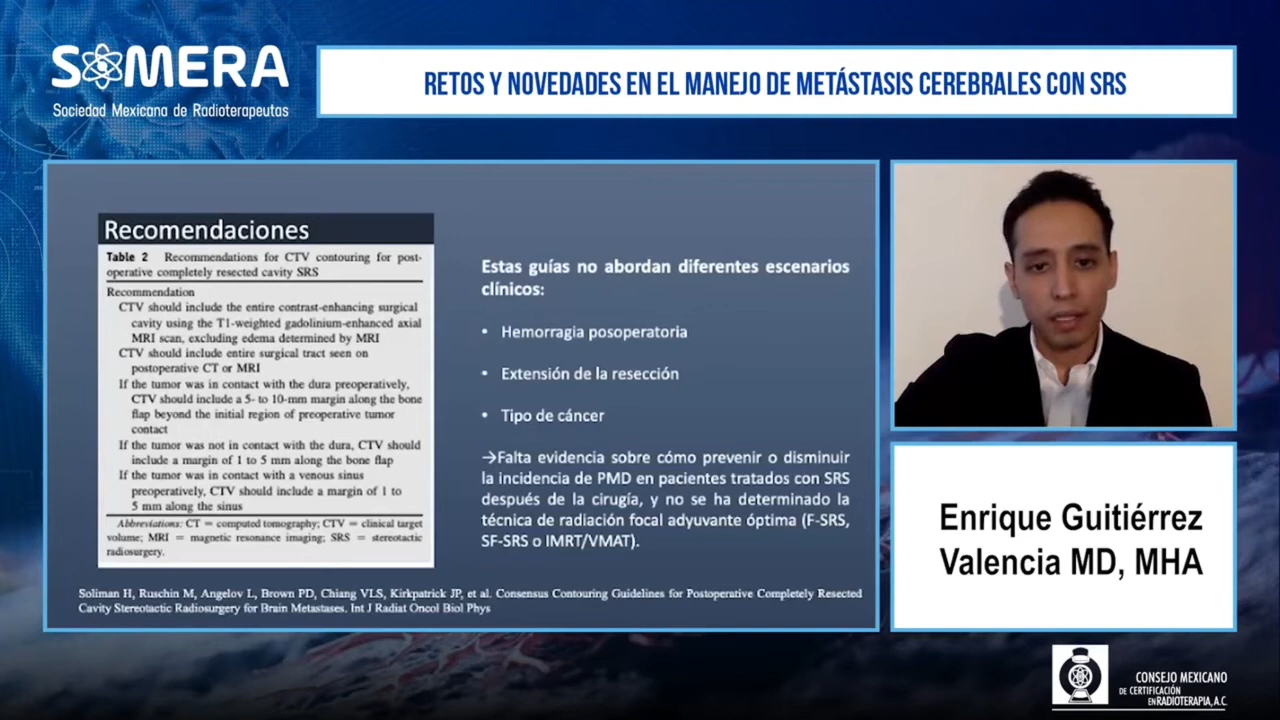 SOMERA
Sociedad Mexicana de Radioterapeutas
RETOS Y NOVEDADES EN EL MANEJO DE METÁSTASIS CEREBRALES CON SRS
Recomendaciones
Table 2 Recommendations for CTV contouring for post-
operative completely resected cavity SRS
Recommendation
CTV should include the entire contrast-enhancing surgical
cavity using the T1-weighted gadolinium-enhanced axial
MRI scan, excluding edema determined by MRI
CTV should include entire surgical tract seen on
postoperative CT or MRI
If the tumor was in contact with the dura preoperatively,
CTV should include a 5- to 10-mm margin along the bone
flap beyond the initial region of preoperative tumor
contact
If the tumor was not in contact with the dura, CTV should
include a margin of 1 to 5 mm along the bone flap
If the tumor was in contact with a venous sinus
preoperatively, CTV should include a margin of 1 to
5 mm along the sinus
Abbreviations: CT = computed tomography; CTV = clinical target
volume; MRI = magnetic resonance imaging; SRS = stereotactic
radiosurgery.
Estas guías no abordan diferentes escenarios
clínicos:
• Hemorragia posoperatoria
• Extensión de la resección
• Tipo de cáncer
→Falta evidencia sobre cómo prevenir o disminuir
la incidencia de PMD en pacientes tratados con SRS
después de la cirugía, y no se ha determinado la
técnica de radiación focal adyuvante óptima (F-SRS,
SF-SRS o IMRT/VMAT).
Soliman H, Ruschin M, Angelov L, Brown PD, Chiang VLS, Kirkpatrick JP, et al. Consensus Contouring Guidelines for Postoperative Completely Resected
Cavity Stereotactic Radiosurgery for Brain Metastases. Int J Radiat Oncol Biol Phys
Enrique Guitiérrez
Valencia MD, MHA
CONSEJO MEXICANO
DE CERTIFICACIÓN
EN RADIOTERAPIA, A.C.